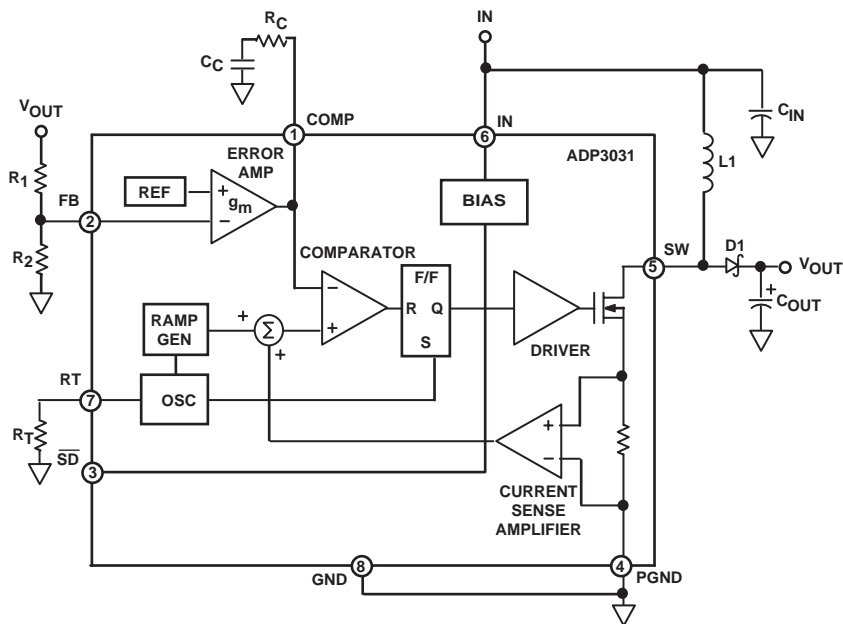 R_C
C_C
IN
V_OUT
COMP
1
6
IN
C_IN
ADP3031
L1
R_1
ERROR
AMP
REF
+
g_m
–
BIAS
FB
2
R_2
COMPARATOR
SW
5
D1
V_OUT
F/F
–
R
Q
S
+
+
C_OUT
RAMP
GEN
+
Σ
+
DRIVER
RT
7
OSC
R_T
SD
3
+
–
CURRENT
SENSE
AMPLIFIER
GND
8
4
PGND